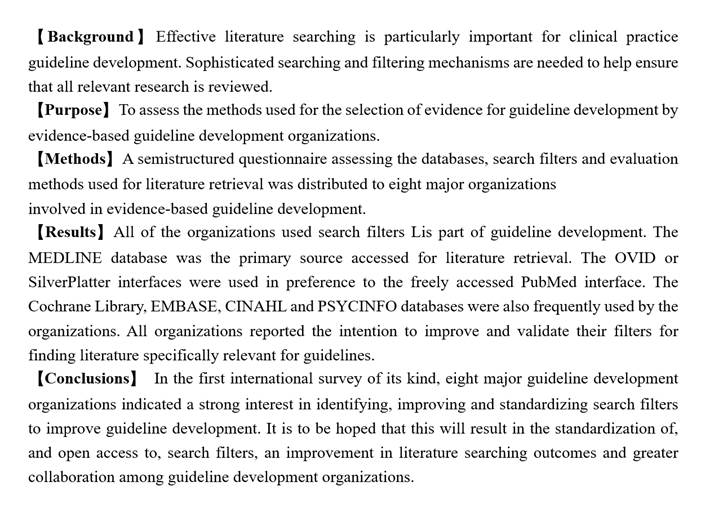 【Background】 Effective literature searching is particularly important for clinical practice
guideline development. Sophisticated searching and filtering mechanisms are needed to help ensure
that all relevant research is reviewed.
【Purpose】 To assess the methods used for the selection of evidence for guideline development by
evidence-based guideline development organizations.
【Methods】 A semistructured questionnaire assessing the databases, search filters and evaluation
methods used for literature retrieval was distributed to eight major organizations
involved in evidence-based guideline development.
【Results】 All of the organizations used search filters Lis part of guideline development. The
MEDLINE database was the primary source accessed for literature retrieval. The OVID or
SilverPlatter interfaces were used in preference to the freely accessed PubMed interface. The
Cochrane Library, EMBASE, CINAHL and PSYCINFO databases were also frequently used by the
organizations. All organizations reported the intention to improve and validate their filters for
finding literature specifically relevant for guidelines.
【Conclusions】 In the first international survey of its kind, eight major guideline development
organizations indicated a strong interest in identifying, improving and standardizing search filters
to improve guideline development. It is to be hoped that this will result in the standardization of,
and open access to, search filters, an improvement in literature searching outcomes and greater
collaboration among guideline development organizations.